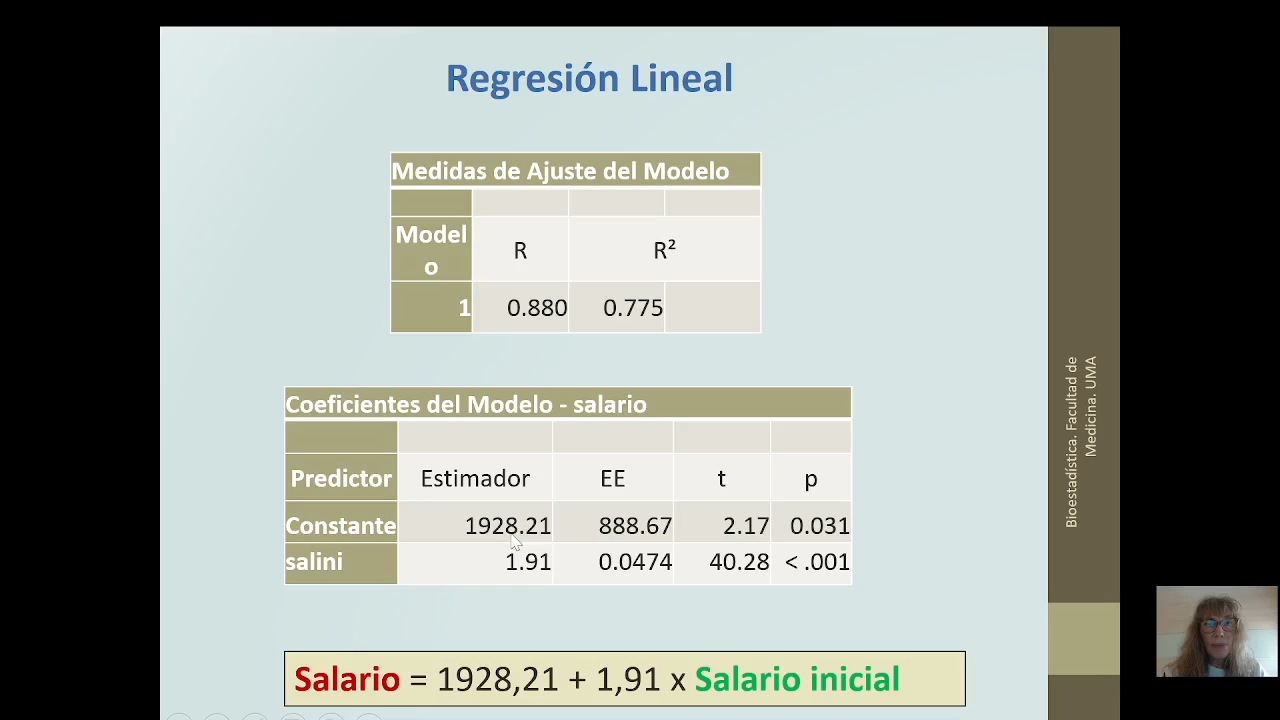 Regresión Lineal
Medidas de Ajuste del Modelo
Model
o
R R²
1 0.880 0.775
Coeficientes del Modelo - salario
Predictor Estimador EE t p
Constante 1928.21 888.67 2.17 0.031
salini 1.91 0.0474 40.28 < .001
Salario = 1928,21 + 1,91 x Salario inicial
Bioestadística. Facultad de
Medicina. UMA